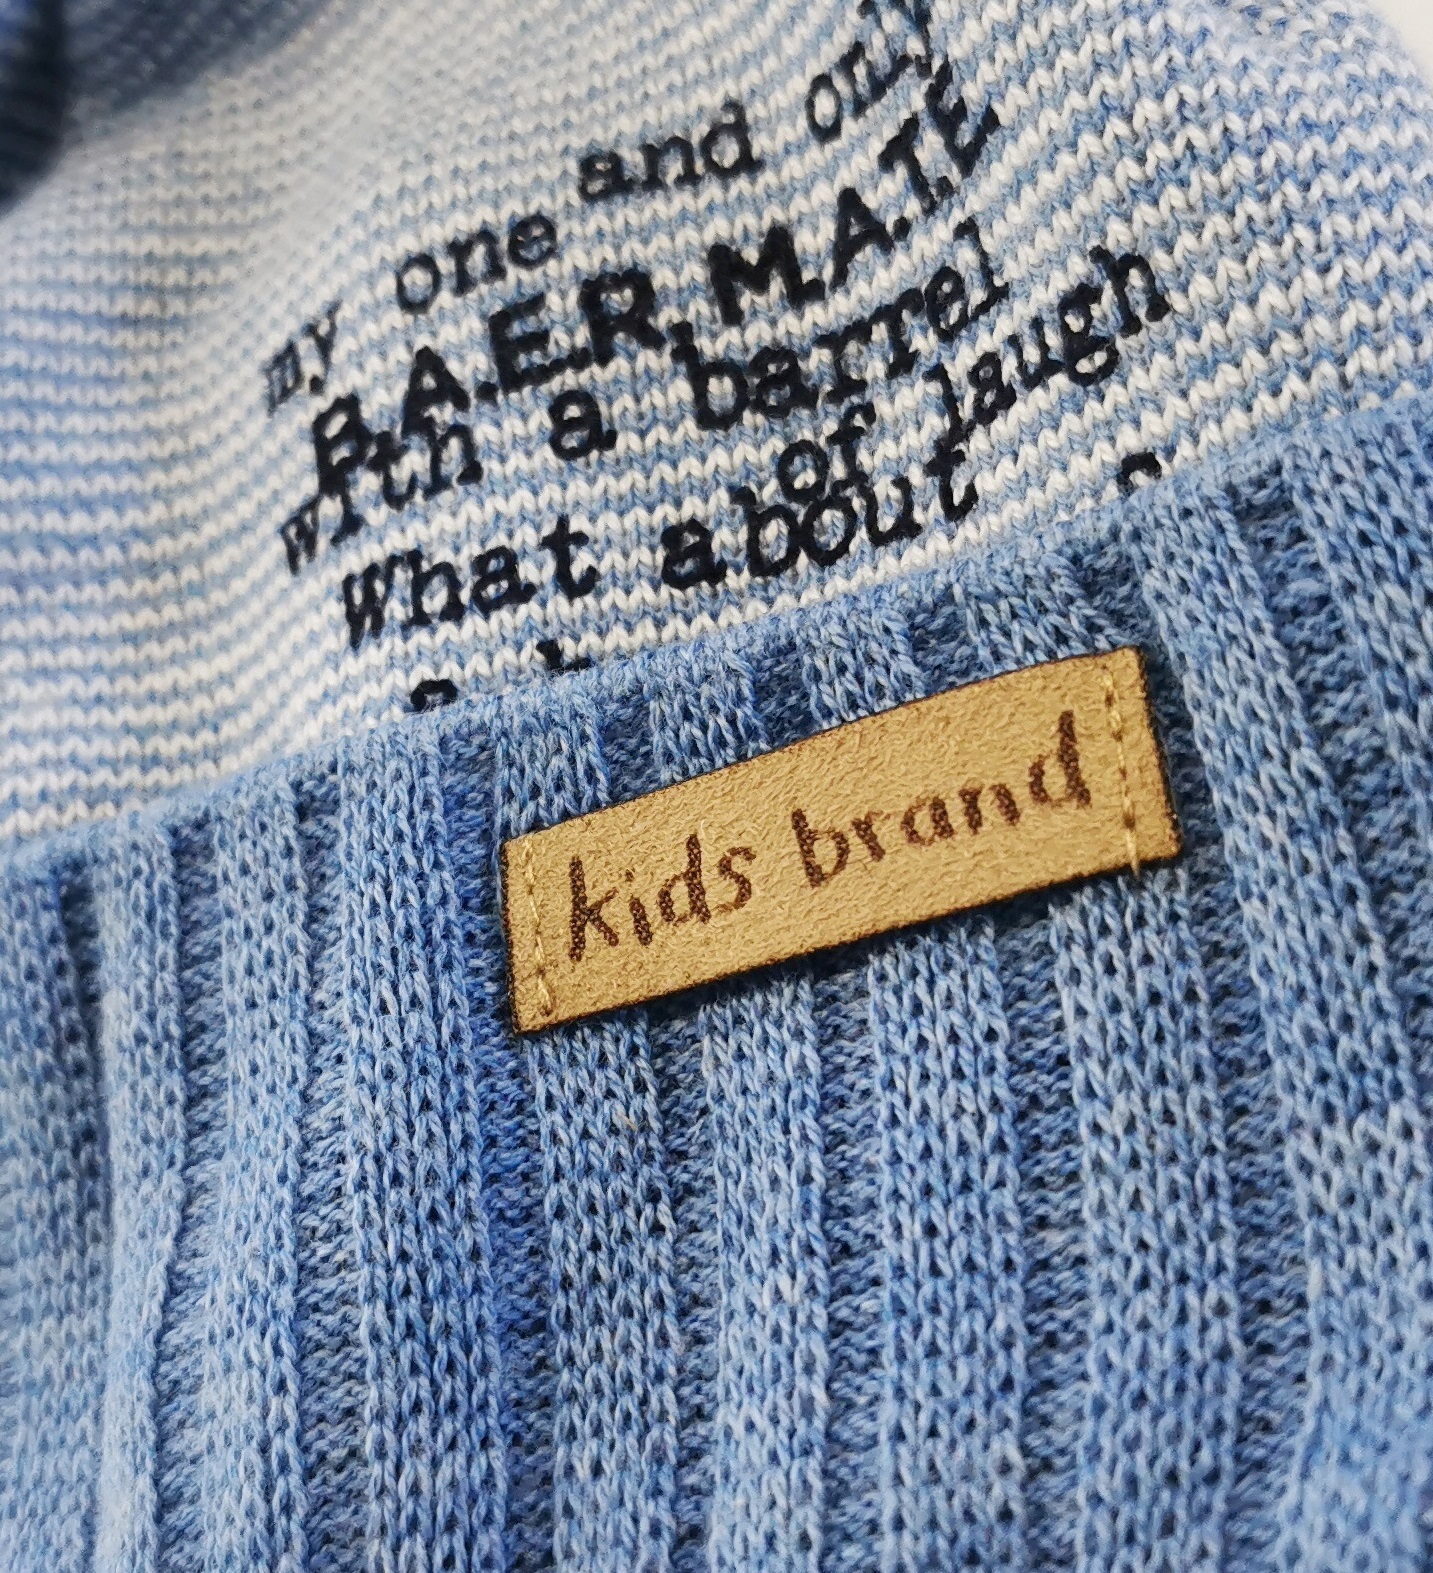 my one and only
B.A.E.R.M.A.T.E
with a barrel
of laugh
What about
kids brand